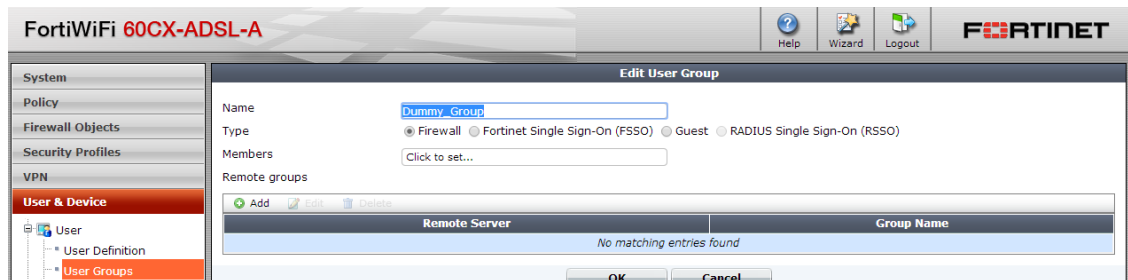 FortiWiFi 60CX-ADSL-A
Help
Wizard
Logout
FORTINET
System
Policy
Firewall Objects
Security Profiles
VPN
User & Device
User
User Definition
User Groups
Edit User Group
Name
Dummy_Group
Type
Firewall Fortinet Single Sign-On (FSSO) Guest RADIUS Single Sign-On (RSSO)
Members
Click to set...
Remote groups
Add Edit Delete
Remote Server Group Name
No matching entries found
OK Cancel